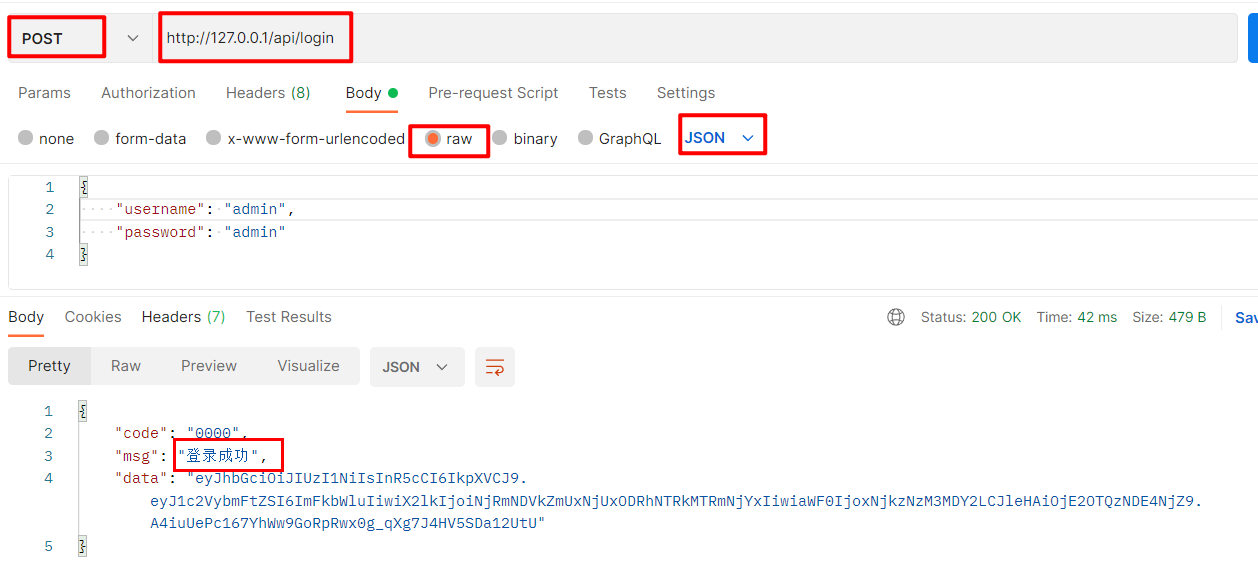 POST http://127.0.0.1/api/login
Params Authorization Headers (8) Body Pre-request Script Tests Settings
none form-data x-www-form-urlencoded raw binary GraphQL JSON
1 {
2 "username": "admin",
3 "password": "admin"
4 }
Body Cookies Headers (7) Test Results Status: 200 OK Time: 42 ms Size: 479 B Sav
Pretty Raw Preview Visualize JSON
1 {
2 "code": "0000",
3 "msg": "登录成功",
4 "data": "eyJhbGciOiJIUzI1NiIsInR5cCI6IkpXVCJ9.
eyJ1c2VybmFtZSI6ImFkbWluIiwiX2lkIjoiNjRmNDVkZmUxNjUxODRhNTRkMTRmNjYxIiwiaWF0IjoxNjkzNzM3MDY2LCJleHAiOjE2OTQzNDE4NjZ9.
A4iuUePc167YhWw9GoRpRwx0g_qXg7J4HV5SDa12UtU"
5 }